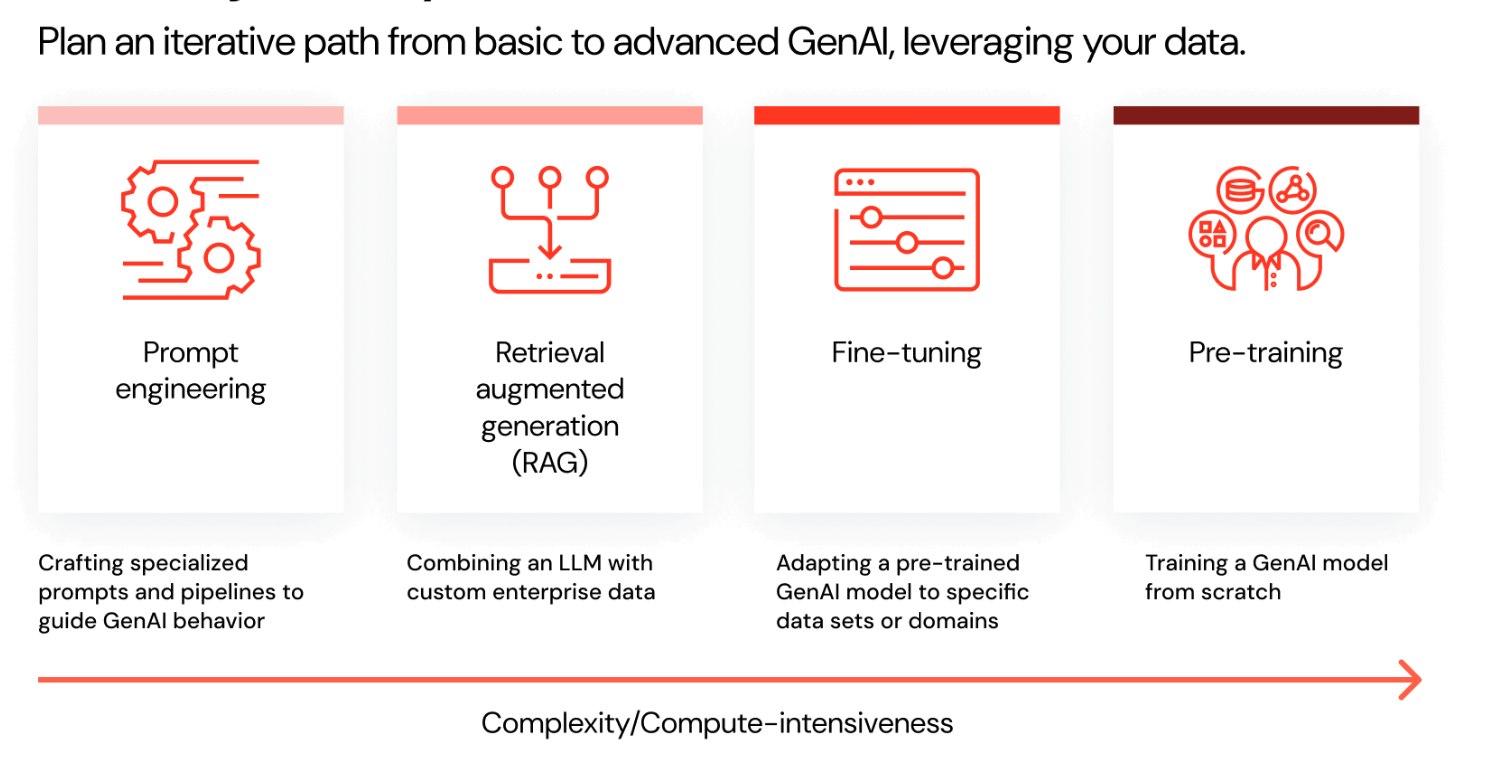 Plan an iterative path from basic to advanced GenAI, leveraging your data.
Prompt
engineering
Retrieval
augmented
generation
(RAG)
Fine-tuning
Pre-training
Crafting specialized
prompts and pipelines to
guide GenAI behavior
Combining an LLM with
custom enterprise data
Adapting a pre-trained
GenAI model to specific
data sets or domains
Training a GenAI model
from scratch
Complexity/Compute-intensiveness